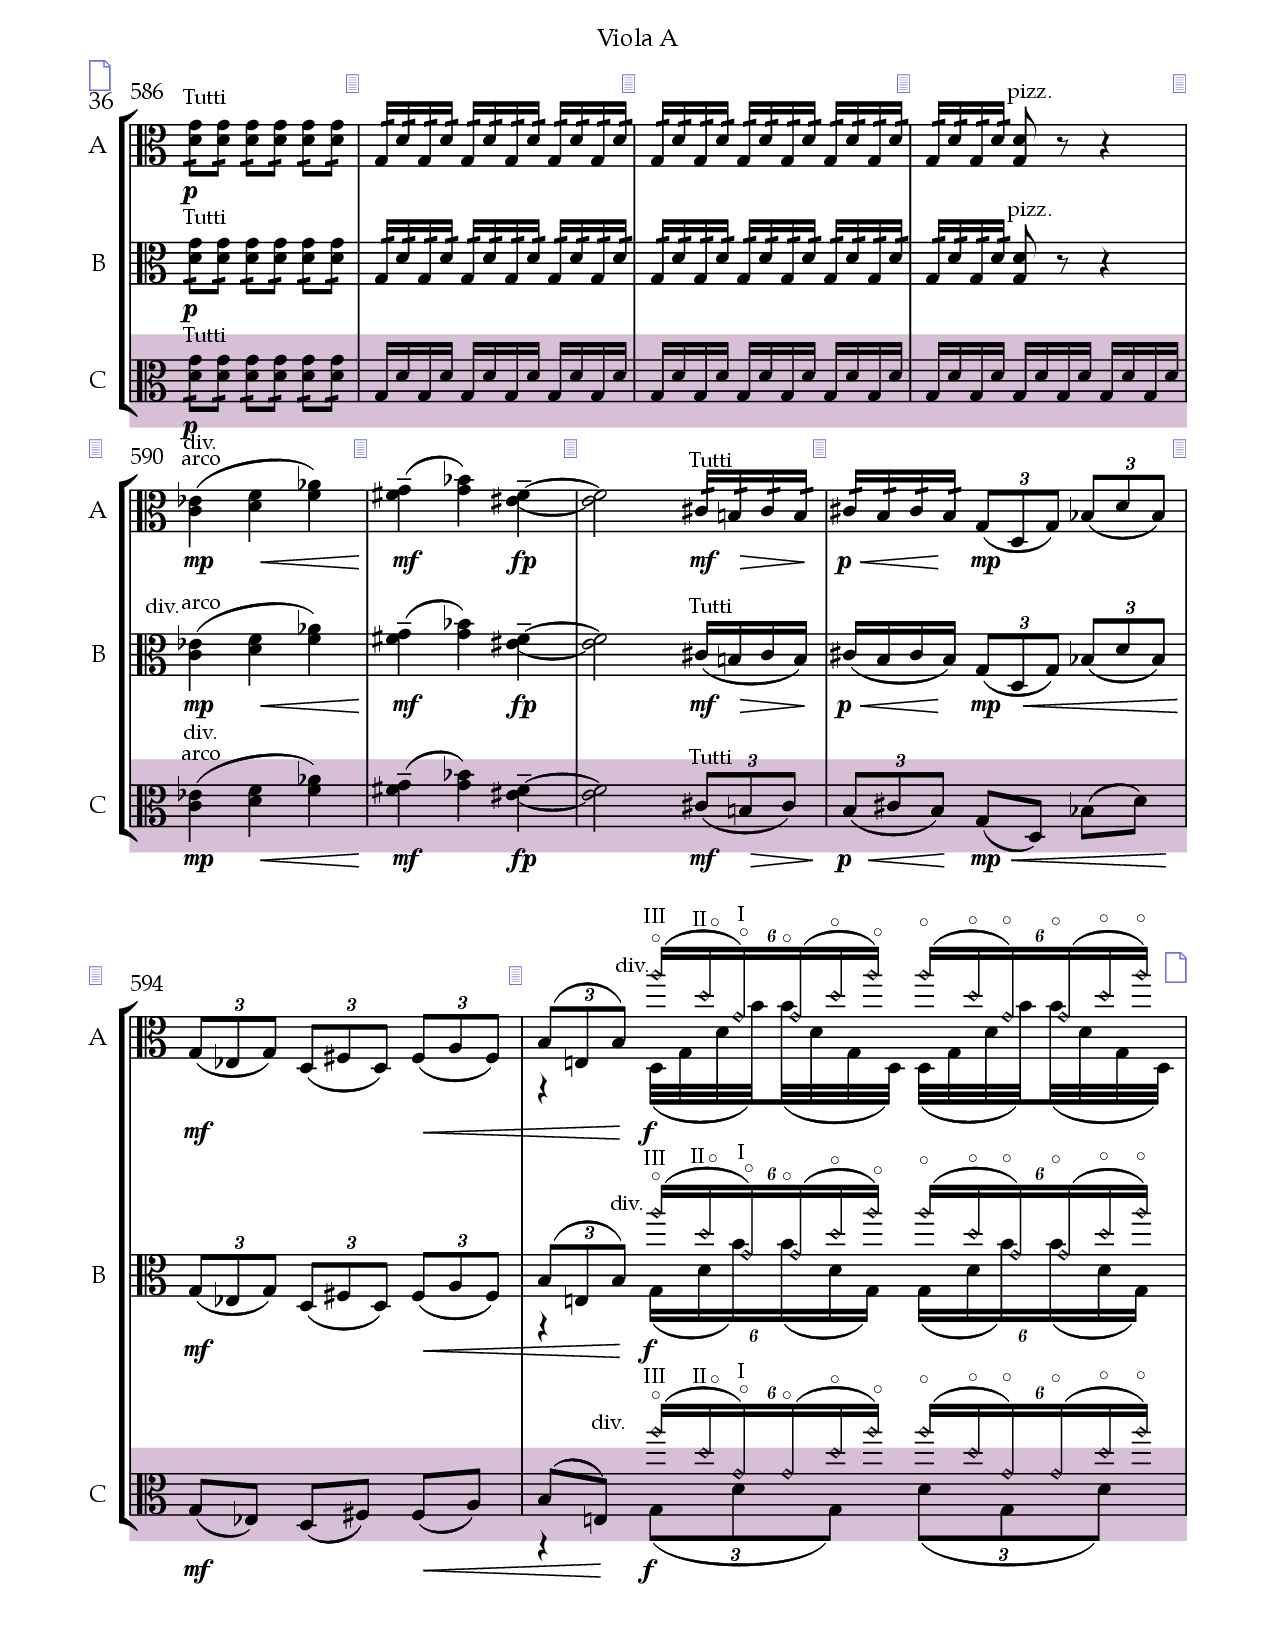 Viola A
36
586
Tutti
pizz.
A
p
Tutti
pizz.
B
p
Tutti
C
p
590
div.
arco
Tutti
3 3
A
mp mf fp mf p mp
div. arco
Tutti
3 3
B
mp mf fp mf p mp
div.
arco
Tutti
3 3
C
mp mf fp mf p mp
594
III II I
div.
6 6
3 3 3 3
A
mf f
III II I
div.
6 6
3 3 3 3
B
6 6
mf f
III II I
div.
6 6
C
3 3
mf f